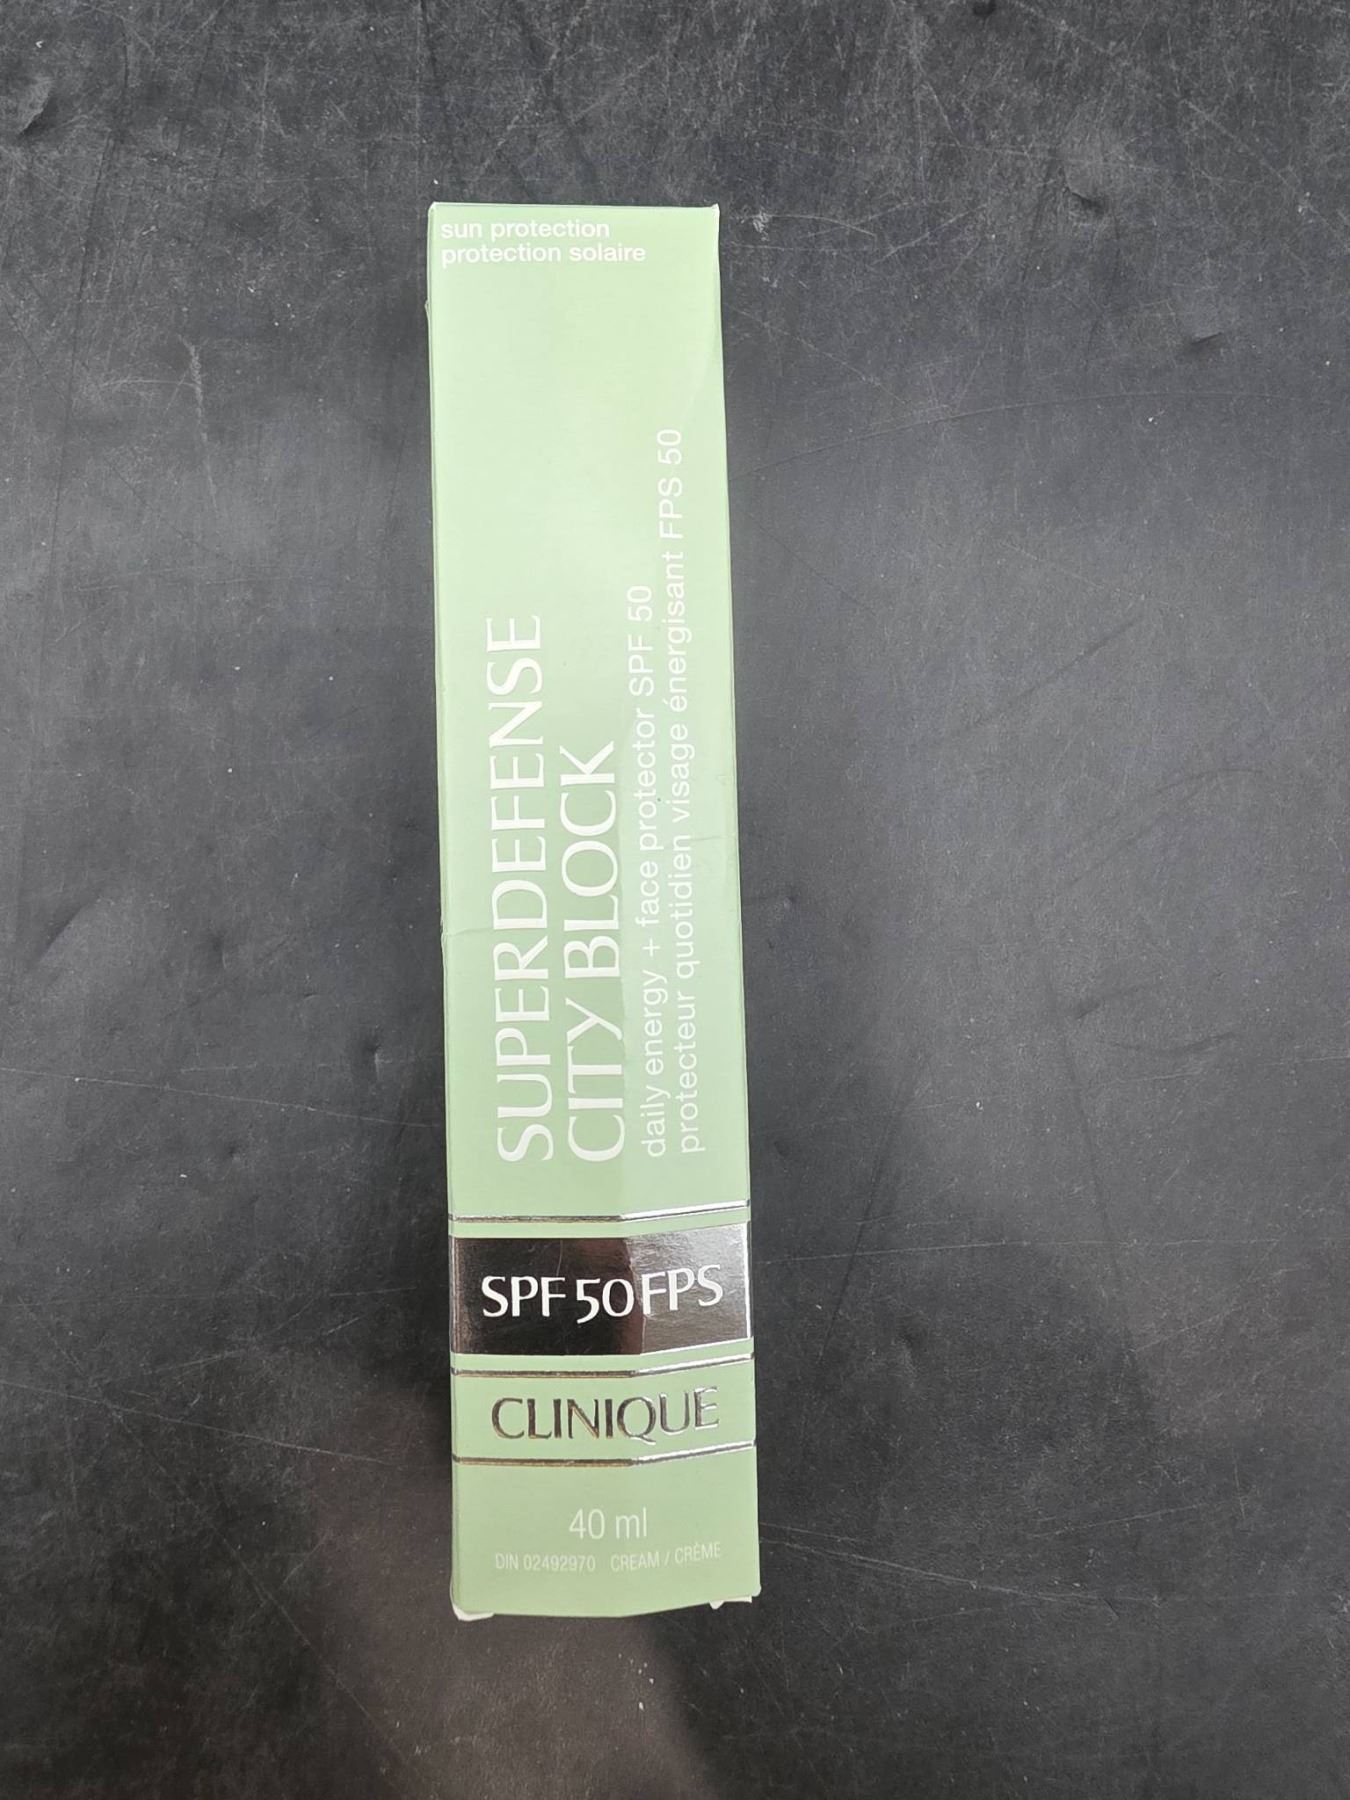 sun protection
protection solaire
SUPERDEFENSE
CITY BLOCK
daily energy + face protector SPF 50
protecteur quotidien visage énergisant FPS 50
SPF 50 FPS
CLINIQUE
40 ml
DIN 02492970 CREAM / CRÈME